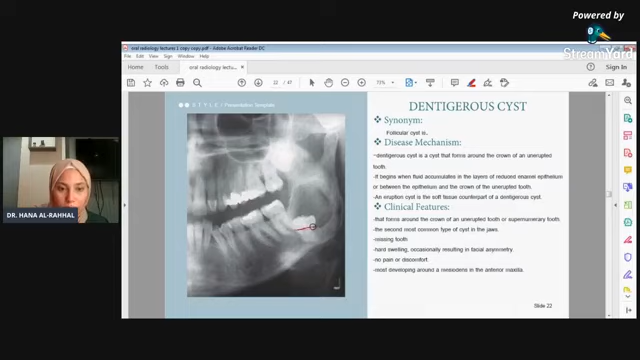 Powered by
StreamYard
oral radiology lectures 1 copy copy.pdf - Adobe Acrobat Reader DC
File Edit View Sign Window Help
Home Tools oral radiology lectur... x Sign In
22 / 47 73%
STYLE / Presentation Template
DENTIGEROUS CYST
Synonym:
Follicular cyst is.
Disease Mechanism:
-dentigerous cyst is a cyst that forms around the crown of an unerupted
tooth.
-It begins when fluid accumulates in the layers of reduced enamel epithelium
or between the epithelium and the crown of the unerupted tooth.
-An eruption cyst is the soft tissue counterpart of a dentigerous cyst.
Clinical Features:
-that forms around the crown of an unerupted tooth or supernumerary tooth.
-the second most common type of cyst in the jaws.
-missing tooth
-hard swelling, occasionally resulting in facial asymmetry.
-no pain or discomfort.
-most developing around a mesiodens in the anterior maxilla.
Slide 22
DR. HANA AL-RAHHAL